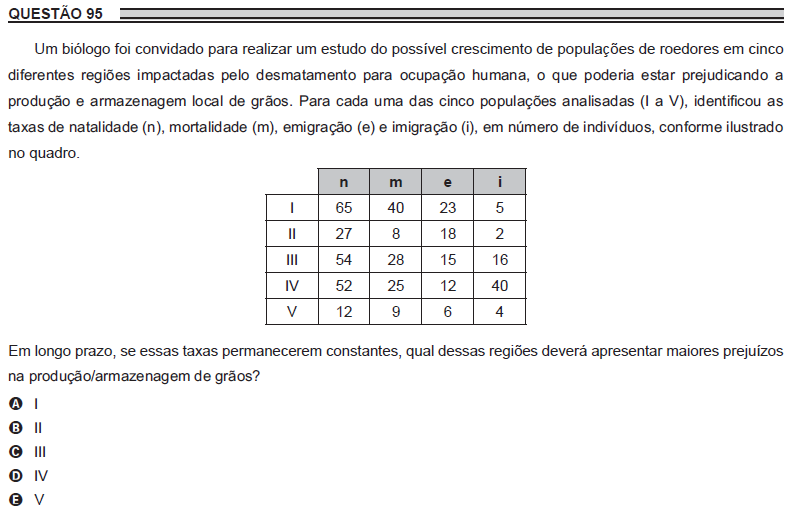 QUESTÃO 95
Um biólogo foi convidado para realizar um estudo do possível crescimento de populações de roedores em cinco
diferentes regiões impactadas pelo desmatamento para ocupação humana, o que poderia estar prejudicando a
produção e armazenagem local de grãos. Para cada uma das cinco populações analisadas (I a V), identificou as
taxas de natalidade (n), mortalidade (m), emigração (e) e imigração (i), em número de indivíduos, conforme ilustrado
no quadro.
n m e i
I 65 40 23 5
II 27 8 18 2
III 54 28 15 16
IV 52 25 12 40
V 12 9 6 4
Em longo prazo, se essas taxas permanecerem constantes, qual dessas regiões deverá apresentar maiores prejuízos
na produção/armazenagem de grãos?
A I
B II
C III
D IV
E V